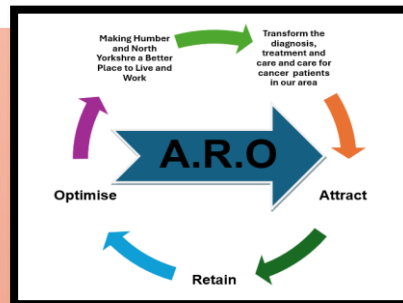 Making Humber
and North
Yorkshre a Better
Place to Live and
Work
Transform the
diagnosis,
treatment and
care and care for
cancer patients
in our area
A.R.O
Optimise
Attract
Retain